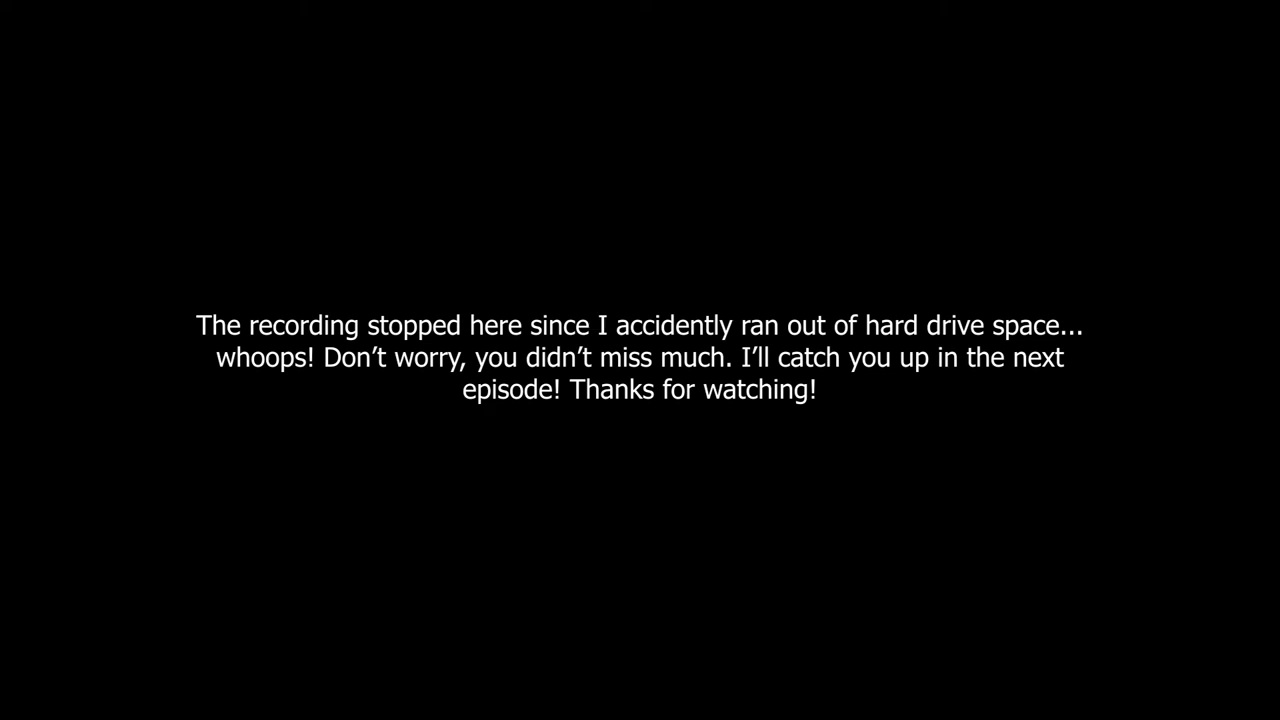 The recording stopped here since I accidently ran out of hard drive space...
whoops! Don’t worry, you didn’t miss much. I’ll catch you up in the next
episode! Thanks for watching!